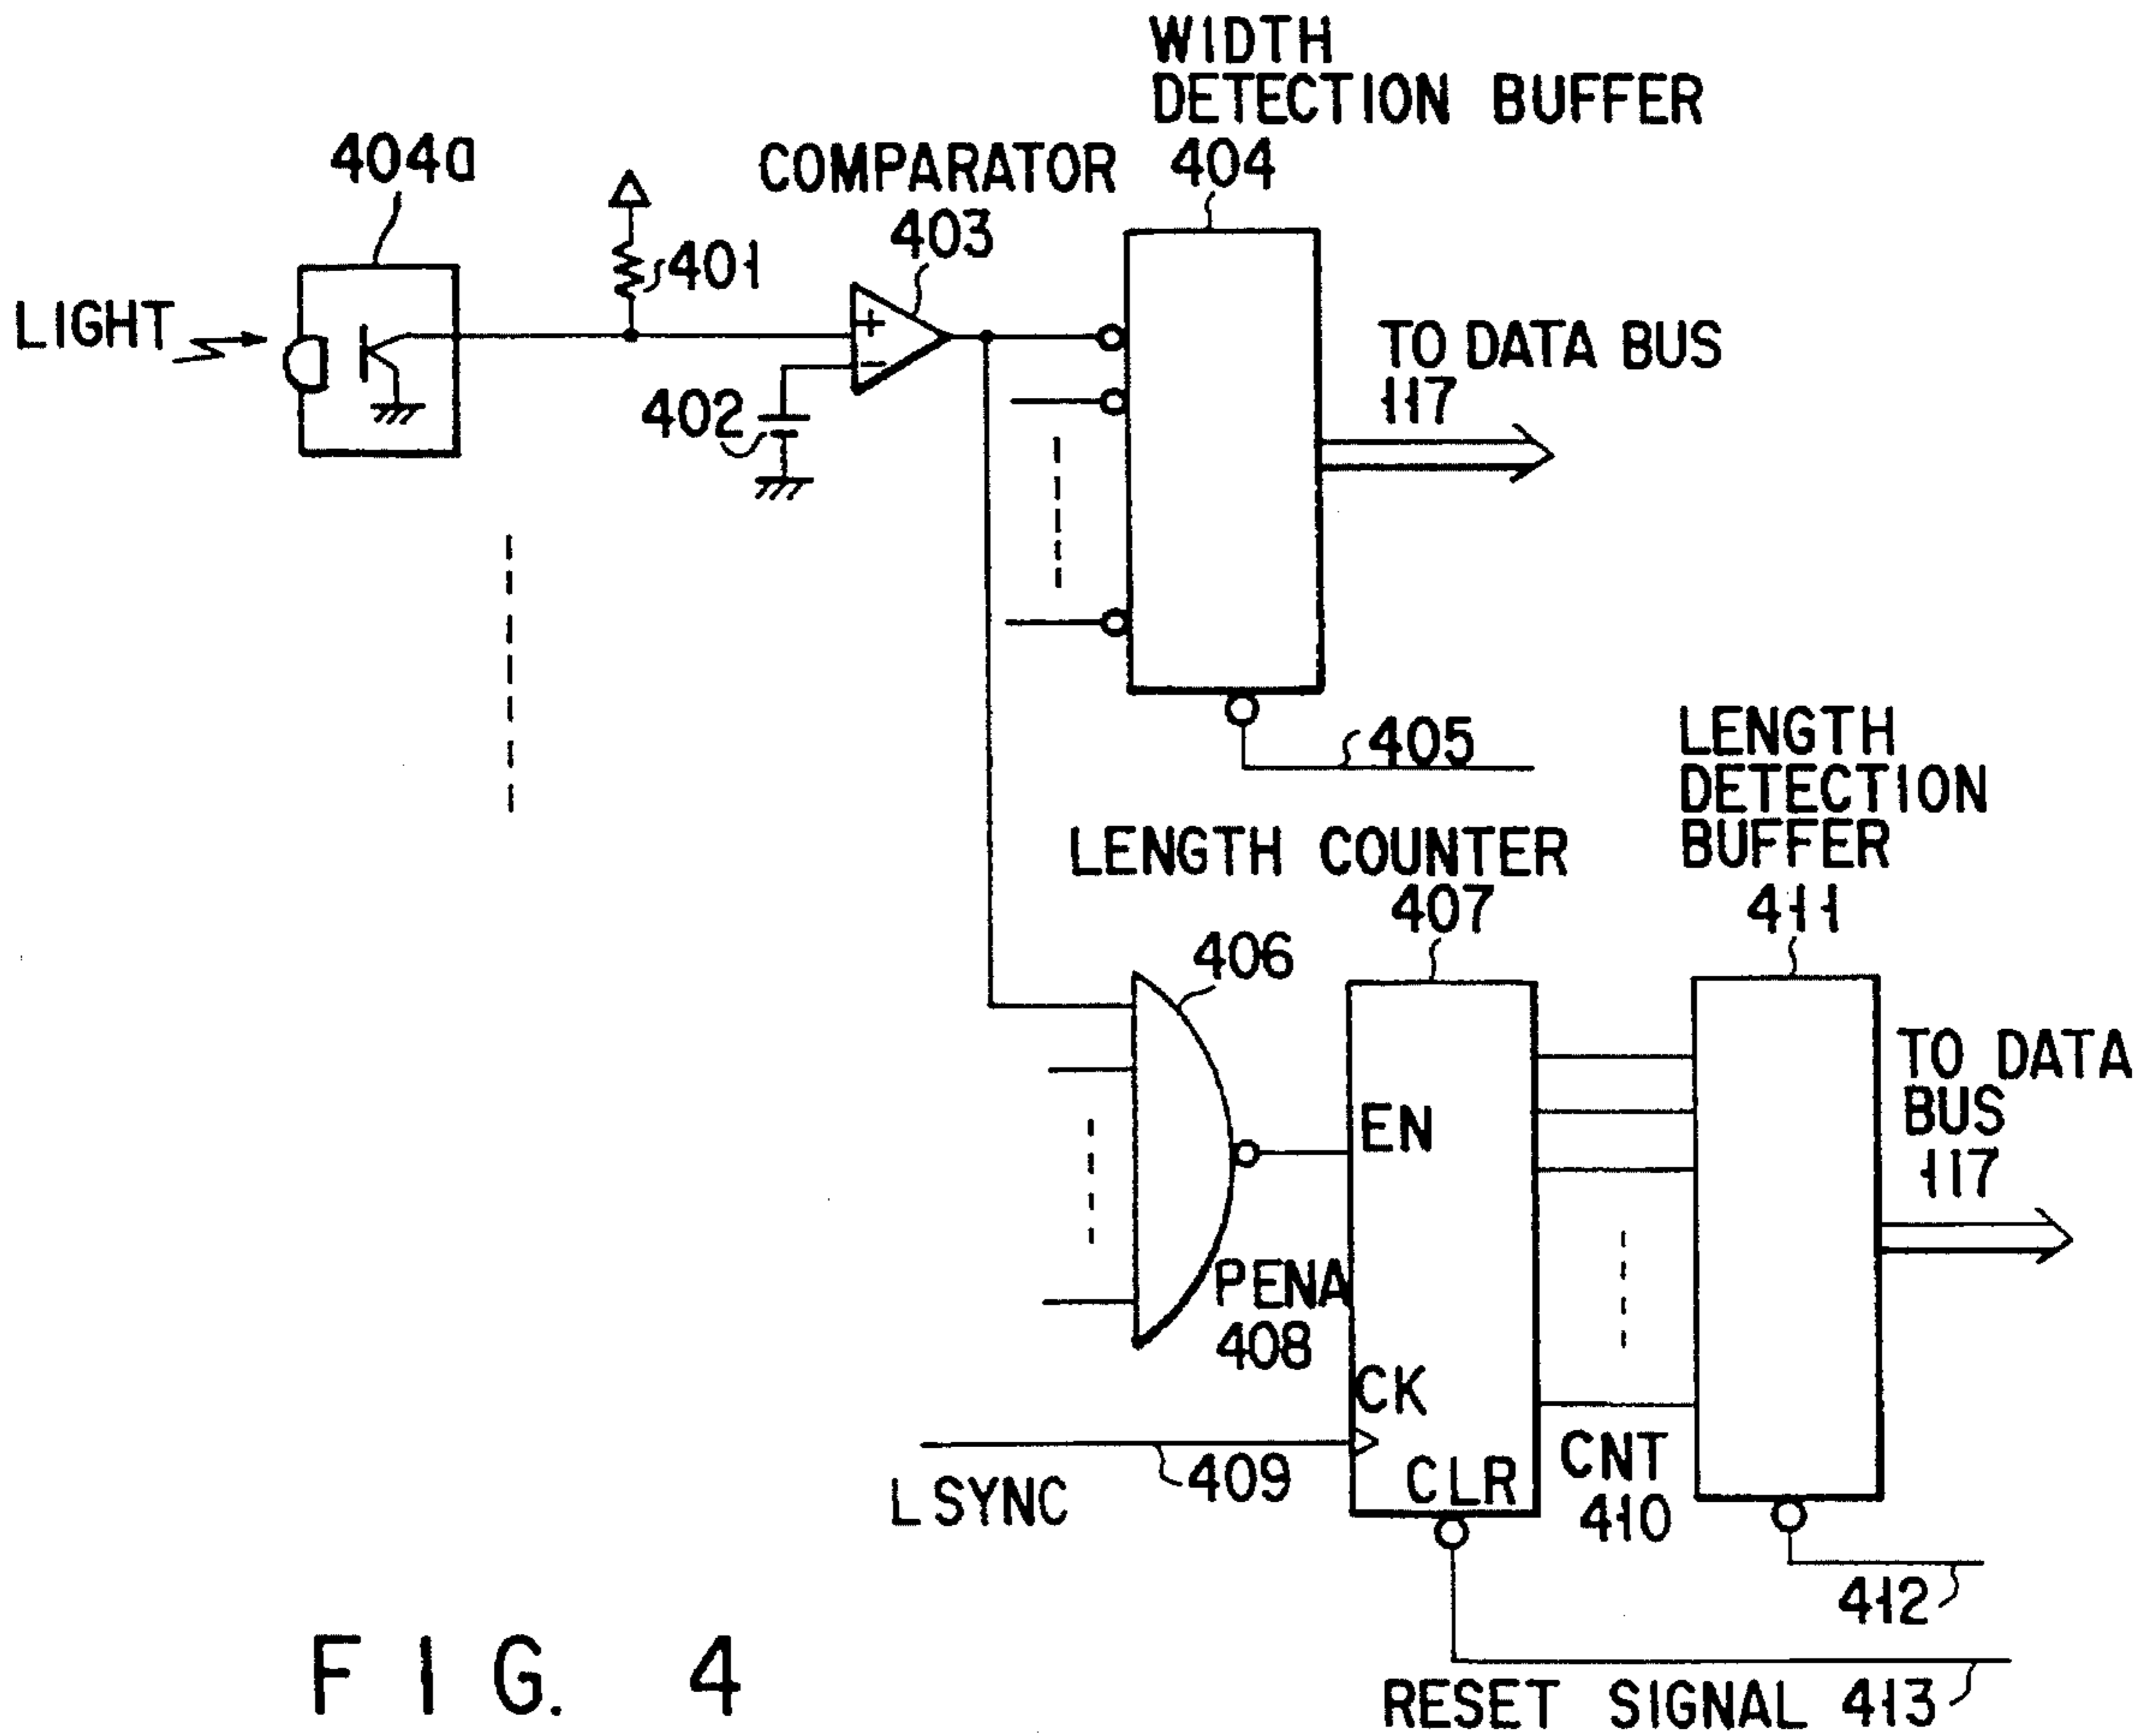 WIDTH
DETECTION BUFFER
404
404a
COMPARATOR
403
401
LIGHT
+
−
402
TO DATA BUS
117
405
LENGTH
DETECTION
BUFFER
411
LENGTH COUNTER
407
406
EN
TO DATA
BUS
117
PENA
408
CK
LSYNC
409
CLR
CNT
410
412
RESET SIGNAL 413
FIG. 4